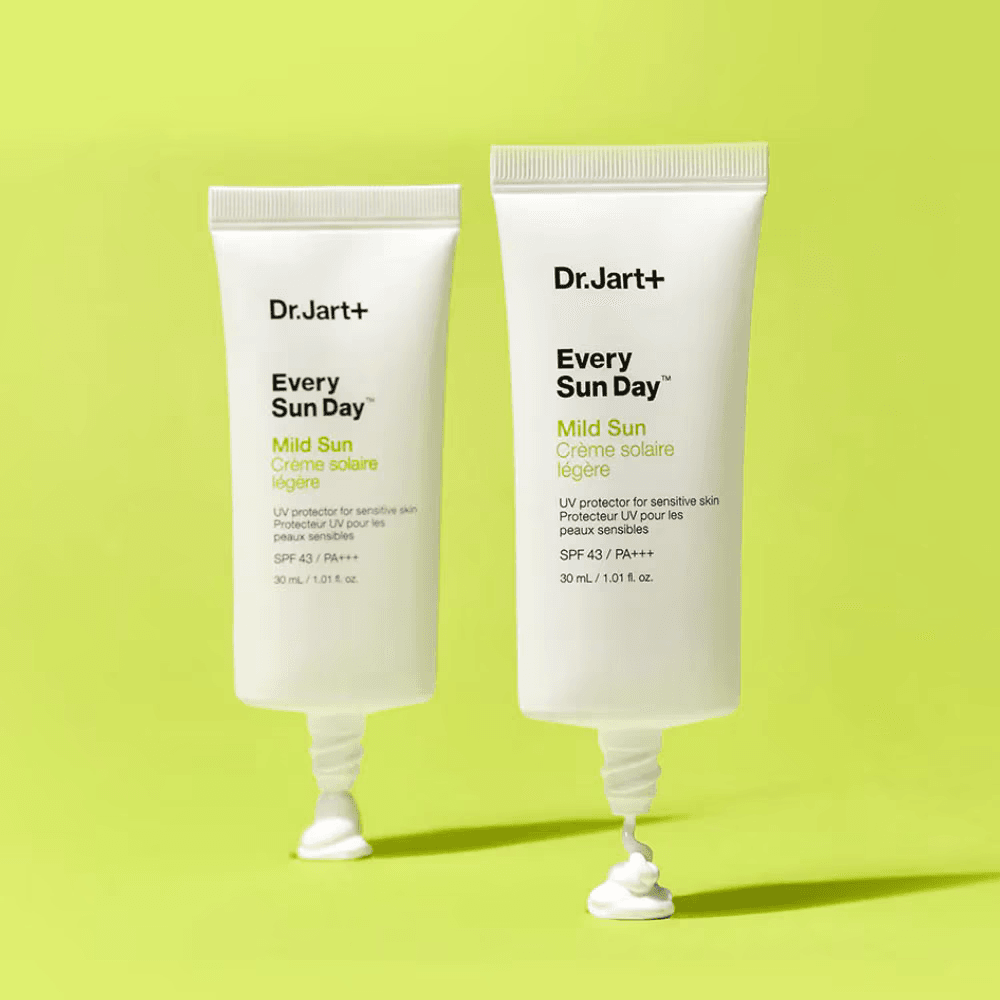 Dr.Jart+
Every
Sun Day™
Mild Sun
Crème solaire
légère
UV protector for sensitive skin
Protecteur UV pour les
peaux sensibles
SPF 43 / PA+++
30 mL / 1.01 fl. oz.
Dr.Jart+
Every
Sun Day™
Mild Sun
Crème solaire
légère
UV protector for sensitive skin
Protecteur UV pour les
peaux sensibles
SPF 43 / PA+++
30 mL / 1.01 fl. oz.